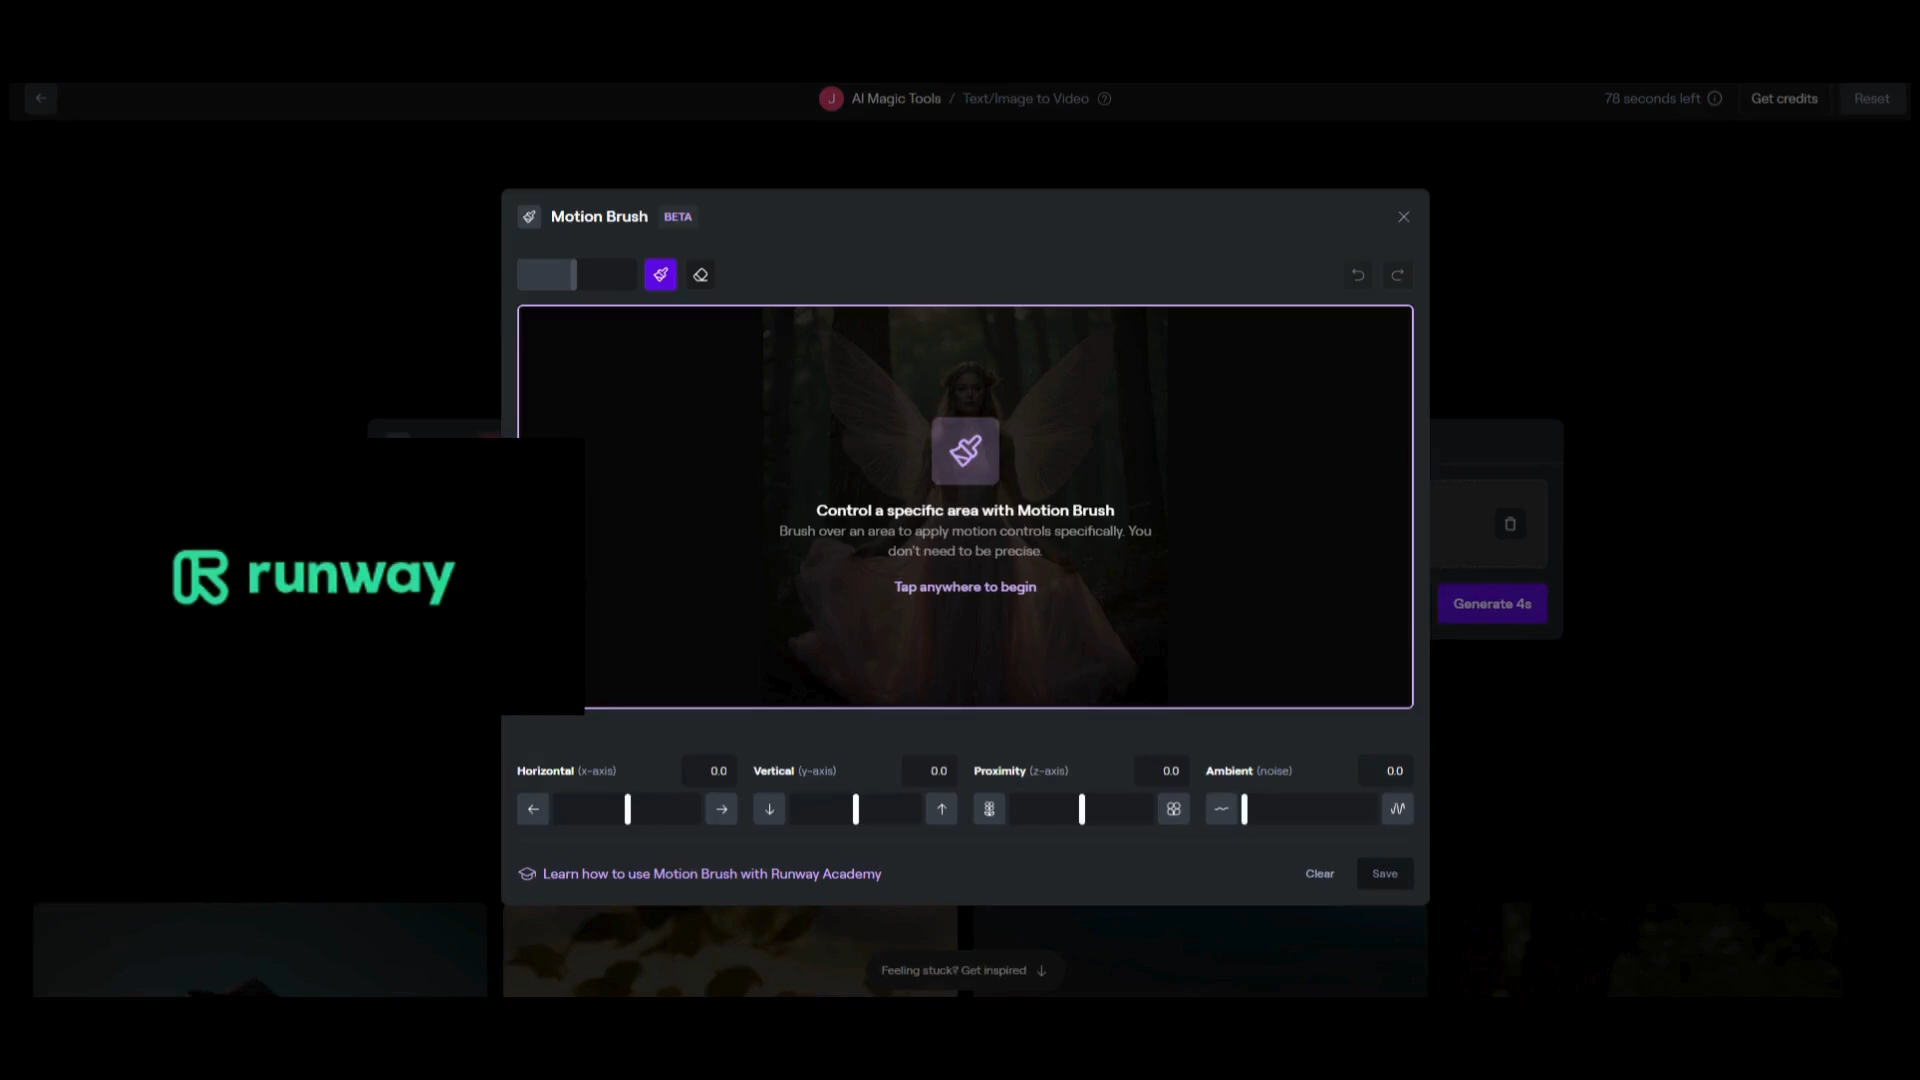 J AI Magic Tools / Text/Image to Video
78 seconds left
Get credits
Reset
Motion Brush BETA
Control a specific area with Motion Brush
Brush over an area to apply motion controls specifically. You
don't need to be precise.
Tap anywhere to begin
runway
Generate 4s
Horizontal (x-axis) 0.0
Vertical (y-axis) 0.0
Proximity (z-axis) 0.0
Ambient (noise) 0.0
Learn how to use Motion Brush with Runway Academy
Clear
Save
Feeling stuck? Get inspired